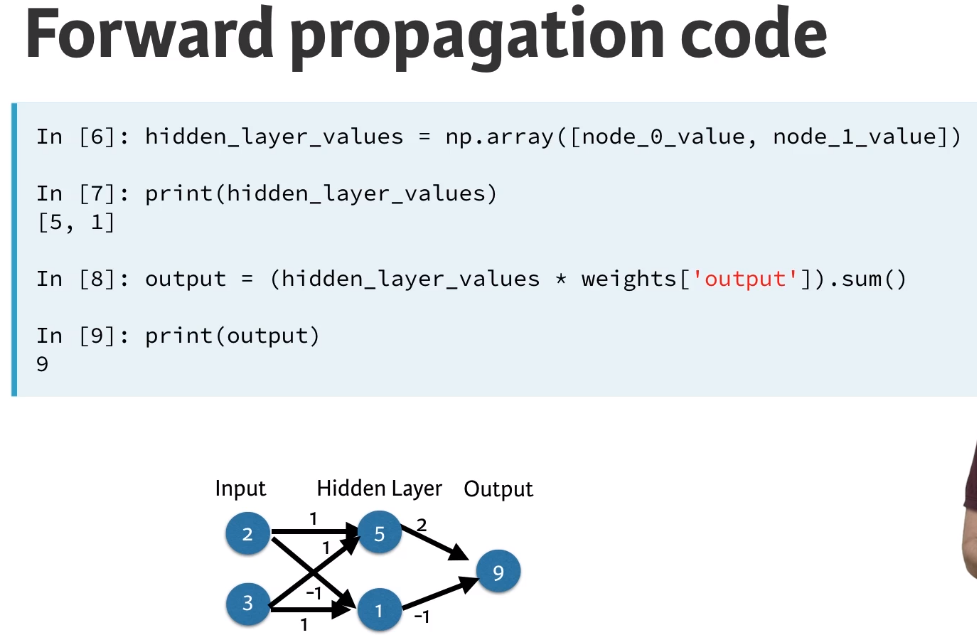 Forward propagation code
In [6]: hidden_layer_values = np.array([node_0_value, node_1_value])
In [7]: print(hidden_layer_values)
[5, 1]
In [8]: output = (hidden_layer_values * weights['output']).sum()
In [9]: print(output)
9
Input Hidden Layer Output
1
2 5 2
1
9
-1
3 1 -1
1